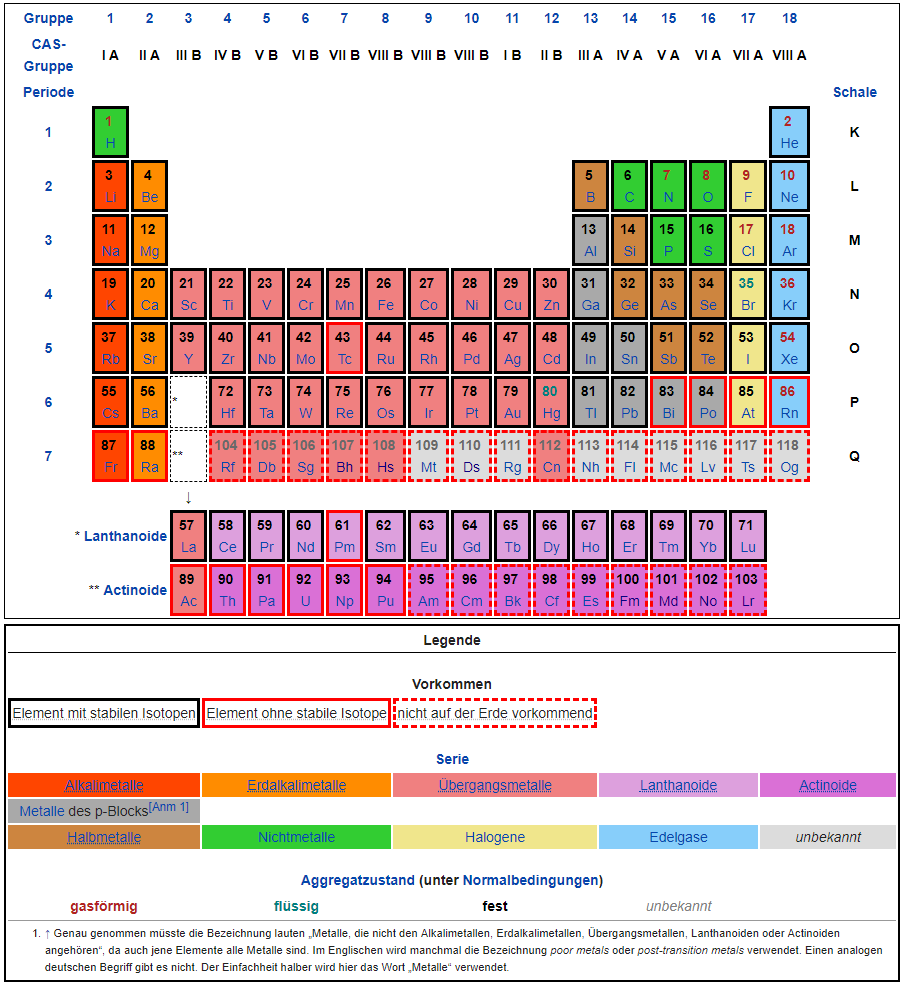 Gruppe 1 2 3 4 5 6 7 8 9 10 11 12 13 14 15 16 17 18
CAS-
Gruppe I A II A III B IV B V B VI B VII B VIII B VIII B VIII B I B II B III A IV A V A VI A VII A VIII A
Periode Schale
1 1 2 K
H He
2 3 4 5 6 7 8 9 10 L
Li Be B C N O F Ne
3 11 12 13 14 15 16 17 18 M
Na Mg Al Si P S Cl Ar
4 19 20 21 22 23 24 25 26 27 28 29 30 31 32 33 34 35 36 N
K Ca Sc Ti V Cr Mn Fe Co Ni Cu Zn Ga Ge As Se Br Kr
5 37 38 39 40 41 42 43 44 45 46 47 48 49 50 51 52 53 54 O
Rb Sr Y Zr Nb Mo Tc Ru Rh Pd Ag Cd In Sn Sb Te I Xe
6 55 56 * 72 73 74 75 76 77 78 79 80 81 82 83 84 85 86 P
Cs Ba Hf Ta W Re Os Ir Pt Au Hg Tl Pb Bi Po At Rn
7 87 88 ** 104 105 106 107 108 109 110 111 112 113 114 115 116 117 118 Q
Fr Ra Rf Db Sg Bh Hs Mt Ds Rg Cn Nh Fl Mc Lv Ts Og
↓
* Lanthanoide 57 58 59 60 61 62 63 64 65 66 67 68 69 70 71
La Ce Pr Nd Pm Sm Eu Gd Tb Dy Ho Er Tm Yb Lu
** Actinoide 89 90 91 92 93 94 95 96 97 98 99 100 101 102 103
Ac Th Pa U Np Pu Am Cm Bk Cf Es Fm Md No Lr
Legende
Vorkommen
Element mit stabilen Isotopen Element ohne stabile Isotope nicht auf der Erde vorkommend
Serie
Alkalimetalle Erdalkalimetalle Übergangsmetalle Lanthanoide Actinoide
Metalle des p-Blocks[Anm 1]
Halbmetalle Nichtmetalle Halogene Edelgase unbekannt
Aggregatzustand (unter Normalbedingungen)
gasförmig flüssig fest unbekannt
1. ↑ Genau genommen müsste die Bezeichnung lauten „Metalle, die nicht den Alkalimetallen, Erdalkalimetallen, Übergangsmetallen, Lanthanoiden oder Actinoiden
angehören“, da auch jene Elemente alle Metalle sind. Im Englischen wird manchmal die Bezeichnung poor metals oder post-transition metals verwendet. Einen analogen
deutschen Begriff gibt es nicht. Der Einfachheit halber wird hier das Wort „Metalle“ verwendet.